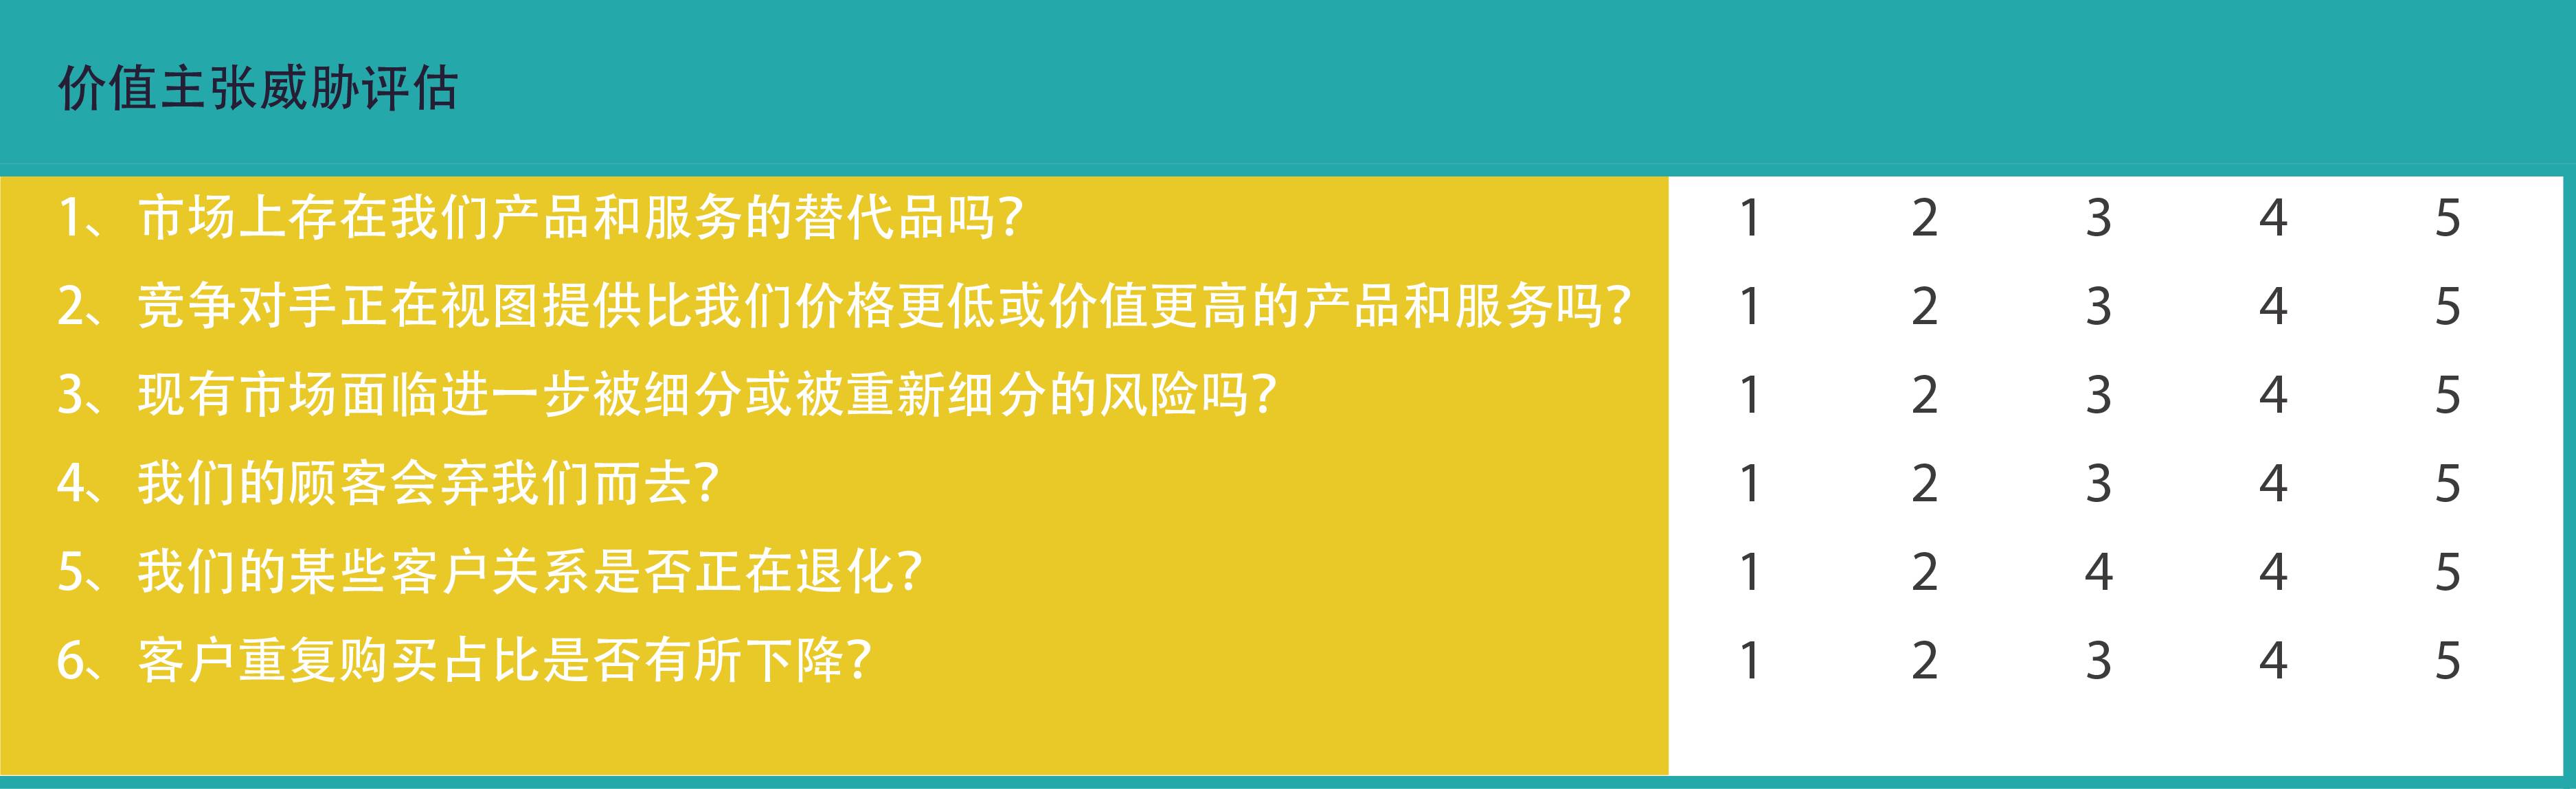 价值主张威胁评估
1、市场上存在我们产品和服务的替代品吗? 1 2 3 4 5
2、竞争对手正在视图提供比我们价格更低或价值更高的产品和服务吗? 1 2 3 4 5
3、现有市场面临进一步被细分或被重新细分的风险吗? 1 2 3 4 5
4、我们的顾客会弃我们而去? 1 2 3 4 5
5、我们的某些客户关系是否正在退化? 1 2 4 4 5
6、客户重复购买占比是否有所下降? 1 2 3 4 5